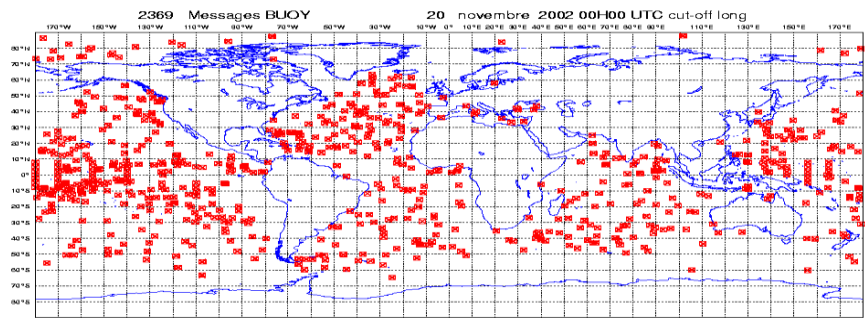 2369 Messages BUOY 20 novembre 2002 00H00 UTC cut-off long
170°W 150°W 130°W 110°W 90°W 70°W 50°W 30°W 10°W 0° 10°E 20°E 30°E 40°E 50°E 60°E 70°E 80°E 90°E 110°E 130°E 150°E 170°E
80°N
70°N
60°N
50°N
40°N
30°N
20°N
10°N
0°
10°S
20°S
30°S
40°S
50°S
60°S
70°S
80°S